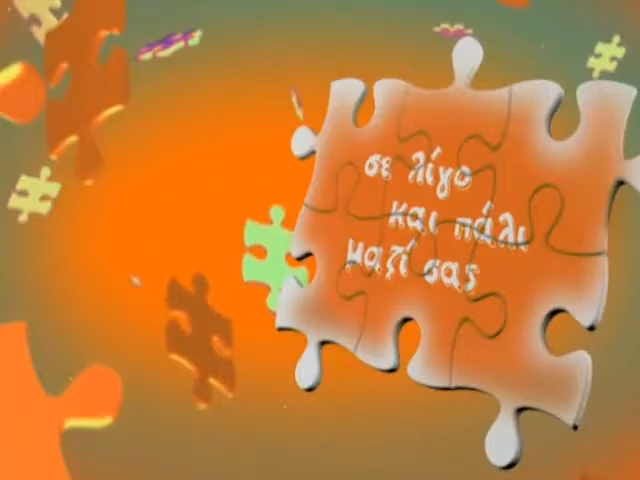 σε λίγο
και πάλι
μαζί σας